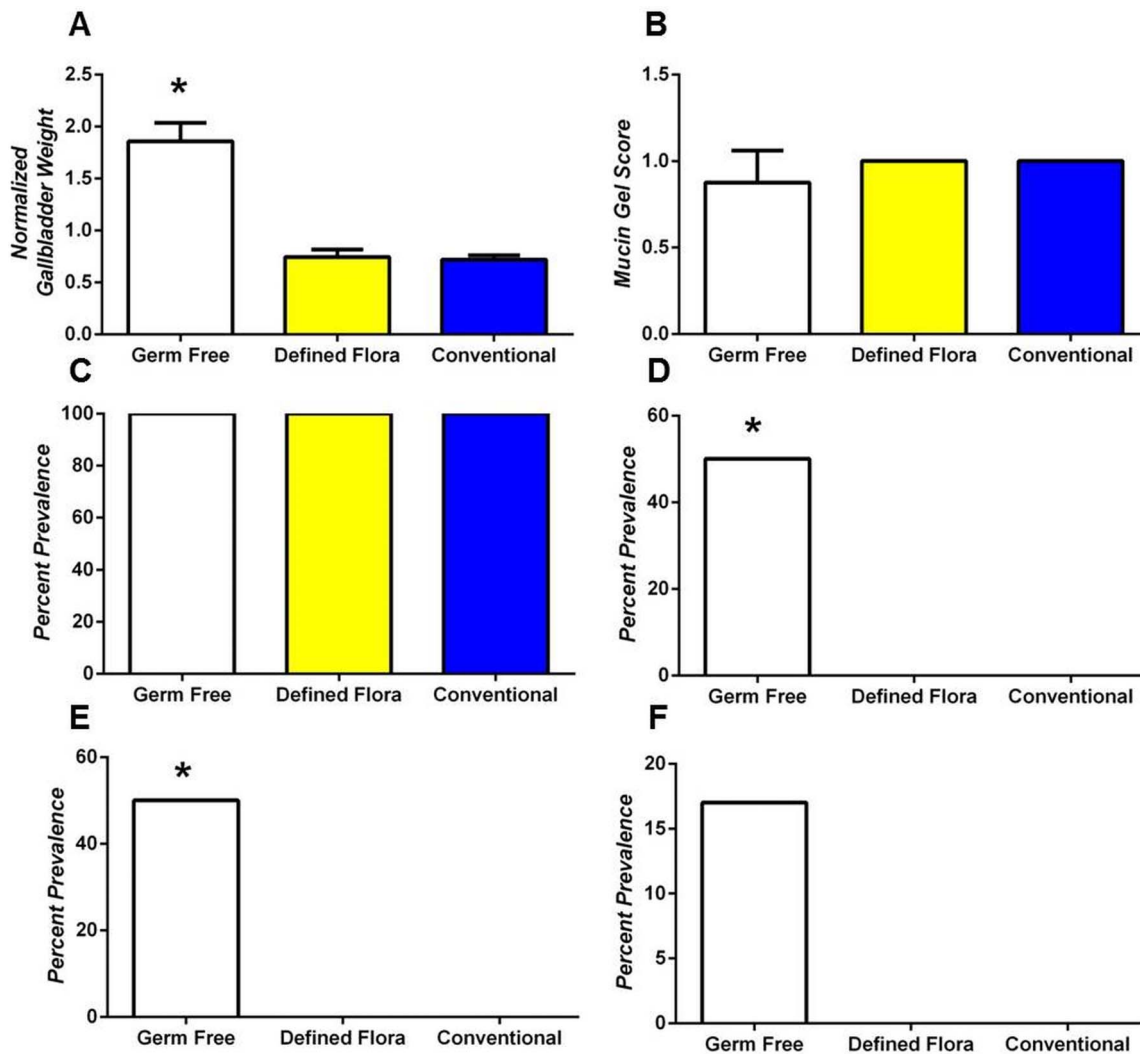 A
Normalized
Gallbladder Weight
2.5
2.0
1.5
1.0
0.5
0.0
*
Germ Free Defined Flora Conventional
B
Mucin Gel Score
1.5
1.0
0.5
0.0
Germ Free Defined Flora Conventional
C
Percent Prevalence
100
80
60
40
20
0
Germ Free Defined Flora Conventional
D
Percent Prevalence
60
40
20
0
*
Germ Free Defined Flora Conventional
E
Percent Prevalence
60
40
20
0
*
Germ Free Defined Flora Conventional
F
Percent Prevalence
20
15
10
5
0
Germ Free Defined Flora Conventional